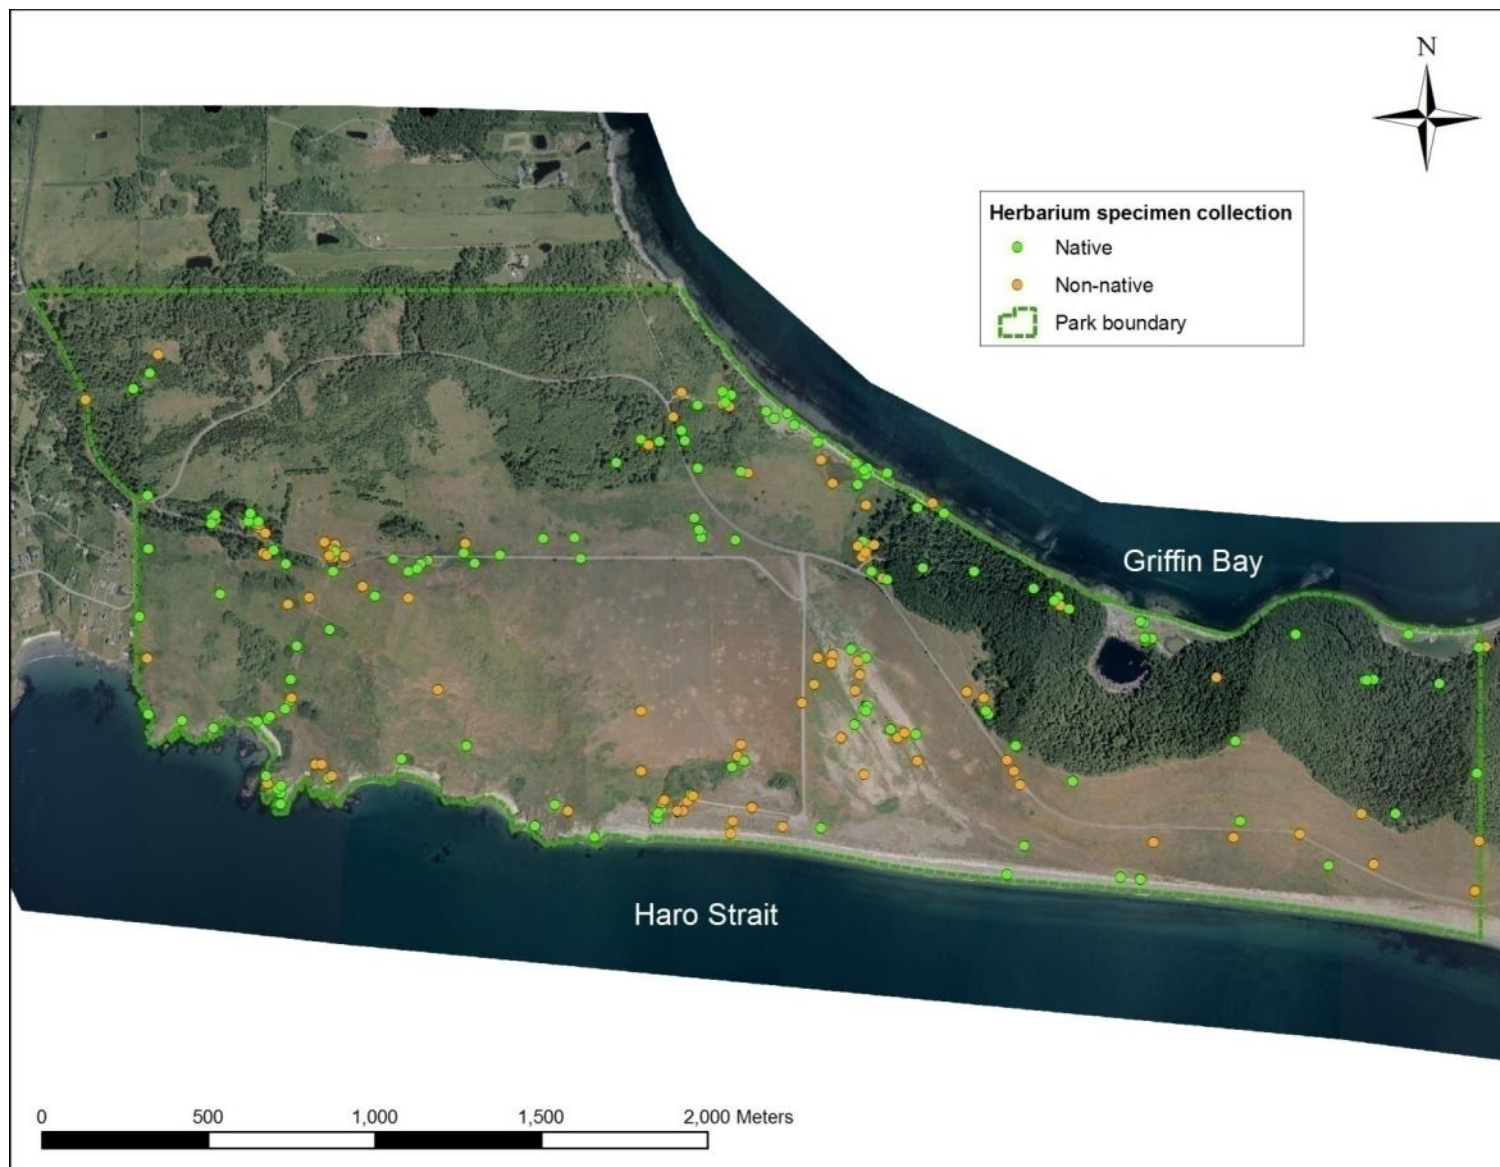 N
Herbarium specimen collection
Native
Non-native
Park boundary
Griffin Bay
Haro Strait
0 500 1,000 1,500 2,000 Meters